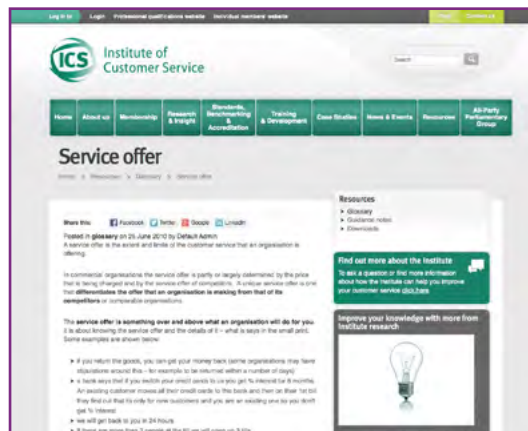 Log in to Login Professional qualifications website Individual members' website
ICS Institute of
Customer Service
Search
Home
About us
Membership
Research
& Insight
Standards,
Benchmarking
&
Accreditation
Training
& Development
Case Studies
News & Events
Resources
All-Party
Parliamentary
Group
Service offer
Home > Resources > Glossary > Service offer
Share this: Facebook Twitter Google LinkedIn
Posted in glossary on 25 June 2010 by Default Admin
A service offer is the extent and limits of the customer service that an organisation is
offering.
In commercial organisations the service offer is partly or largely determined by the price
that is being charged and by the service offer of competitors. A unique service offer is one
that differentiates the offer that an organisation is making from that of its
competitors or comparable organisations.
The service offer is something over and above what an organisation will do for you.
It is about knowing the service offer and the details of it – what is says in the small print.
Some examples are shown below:
if you return the goods, you can get your money back (some organisations may have
stipulations around this – for example to be returned within a number of days)
a bank says that if you switch your credit cards to us you get % interest for 6 months.
An existing customer moves all their credit cards to this bank and then on their 1st bill
they find out that its only for new customers and you are an existing one so you don't
get % interest
we will get back to you in 24 hours
Resources
Glossary
Guidance notes
Downloads
Find out more about the Institute
To ask a question or find more information
about how the Institute can help you improve
your customer service click here.
Improve your knowledge with more from
Institute research